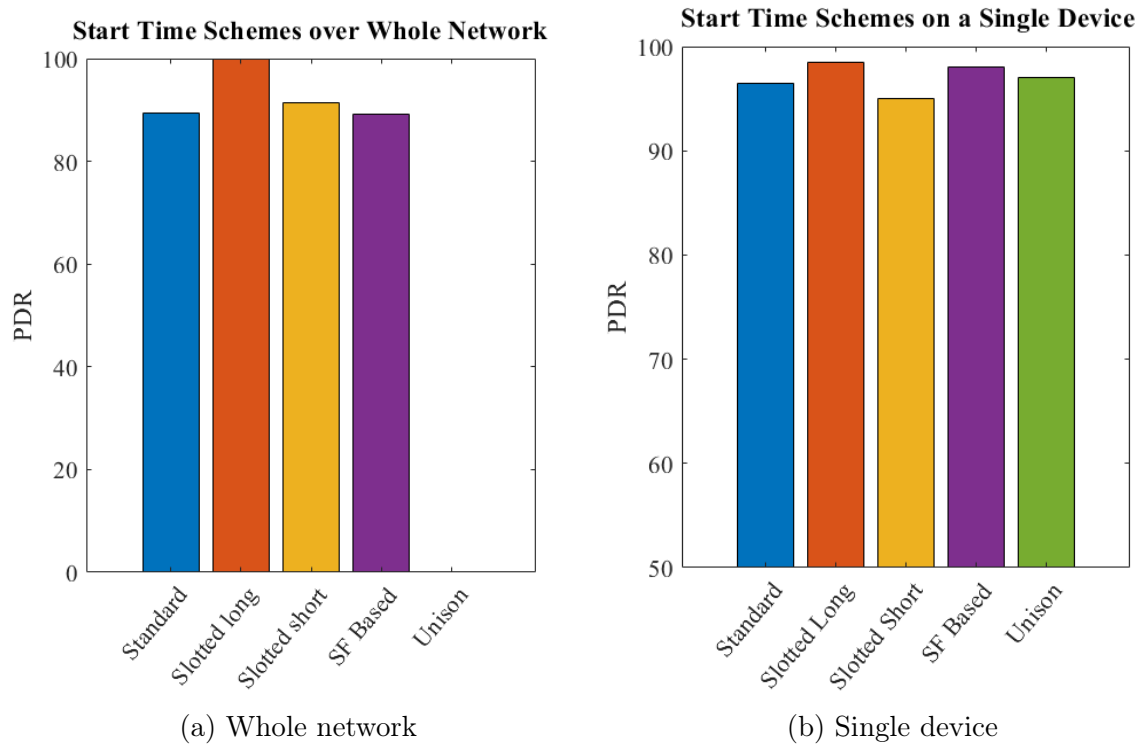 Start Time Schemes over Whole Network
100
80
60
40
20
0
PDR
Standard
Slotted long
Slotted short
SF Based
Unison
(a) Whole network
Start Time Schemes on a Single Device
100
90
80
70
60
50
PDR
Standard
Slotted Long
Slotted Short
SF Based
Unison
(b) Single device